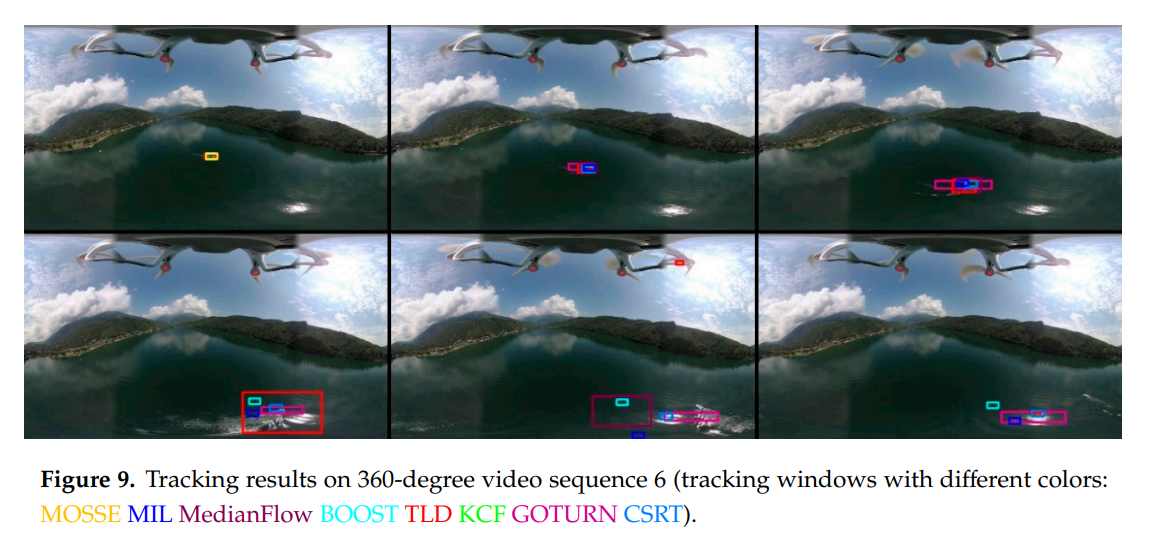 Figure 9. Tracking results on 360-degree video sequence 6 (tracking windows with different colors:
MOSSE MIL MedianFlow BOOST TLD KCF GOTURN CSRT).